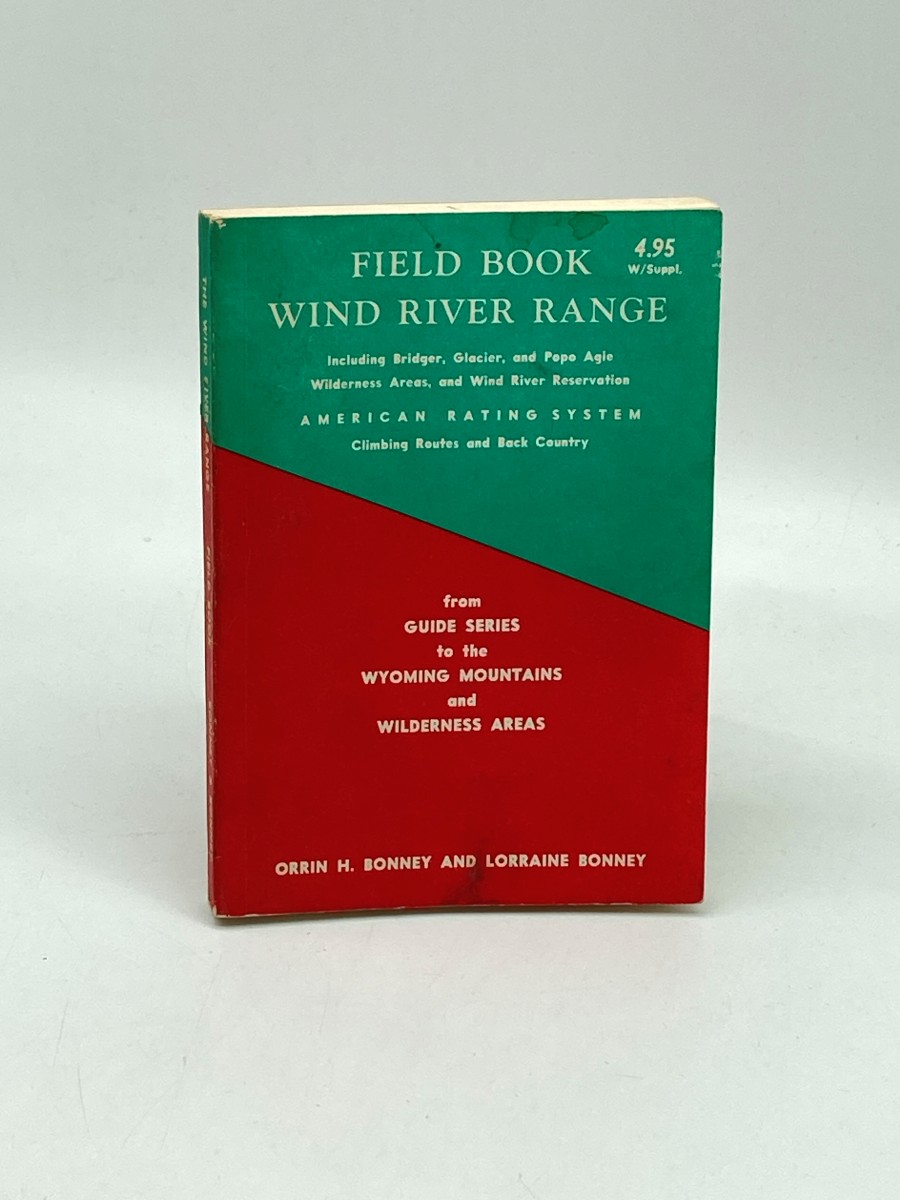 FIELD BOOK
4.95
W/Suppl.
WIND RIVER RANGE
Including Bridger, Glacier, and Popo Agie
Wilderness Areas, and Wind River Reservation
AMERICAN RATING SYSTEM
Climbing Routes and Back Country
from
GUIDE SERIES
to the
WYOMING MOUNTAINS
and
WILDERNESS AREAS
ORRIN H. BONNEY AND LORRAINE BONNEY
THE WIND RIVER RANGE